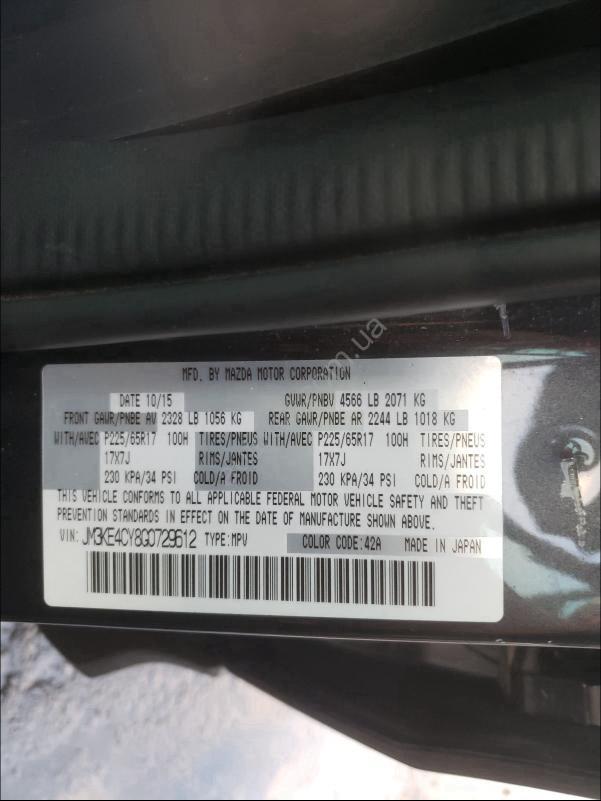 MFD. BY MAZDA MOTOR CORPORATION
DATE 10/15 GVWR/PNBV 4566 LB 2071 KG
FRONT GAWR/PNBE AV 2328 LB 1056 KG REAR GAWR/PNBE AR 2244 LB 1018 KG
WITH/AVEC P225/65R17 100H TIRES/PNEUS WITH/AVEC P225/65R17 100H TIRES/PNEUS
17X7J RIMS/JANTES 17X7J RIMS/JANTES
230 KPA/34 PSI COLD/A FROID 230 KPA/34 PSI COLD/A FROID
THIS VEHICLE CONFORMS TO ALL APPLICABLE FEDERAL MOTOR VEHICLE SAFETY AND THEFT
PREVENTION STANDARDS IN EFFECT ON THE DATE OF MANUFACTURE SHOWN ABOVE.
VIN: JM3KE4CY8G0729612 TYPE:MPV COLOR CODE:42A MADE IN JAPAN